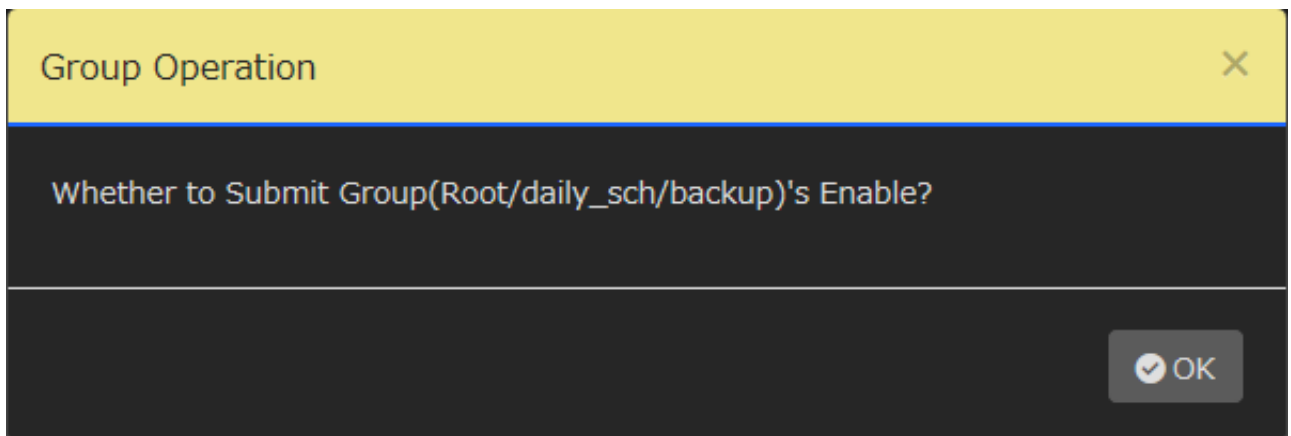 Group Operation
Whether to Submit Group(Root/daily_sch/backup)'s Enable?
OK